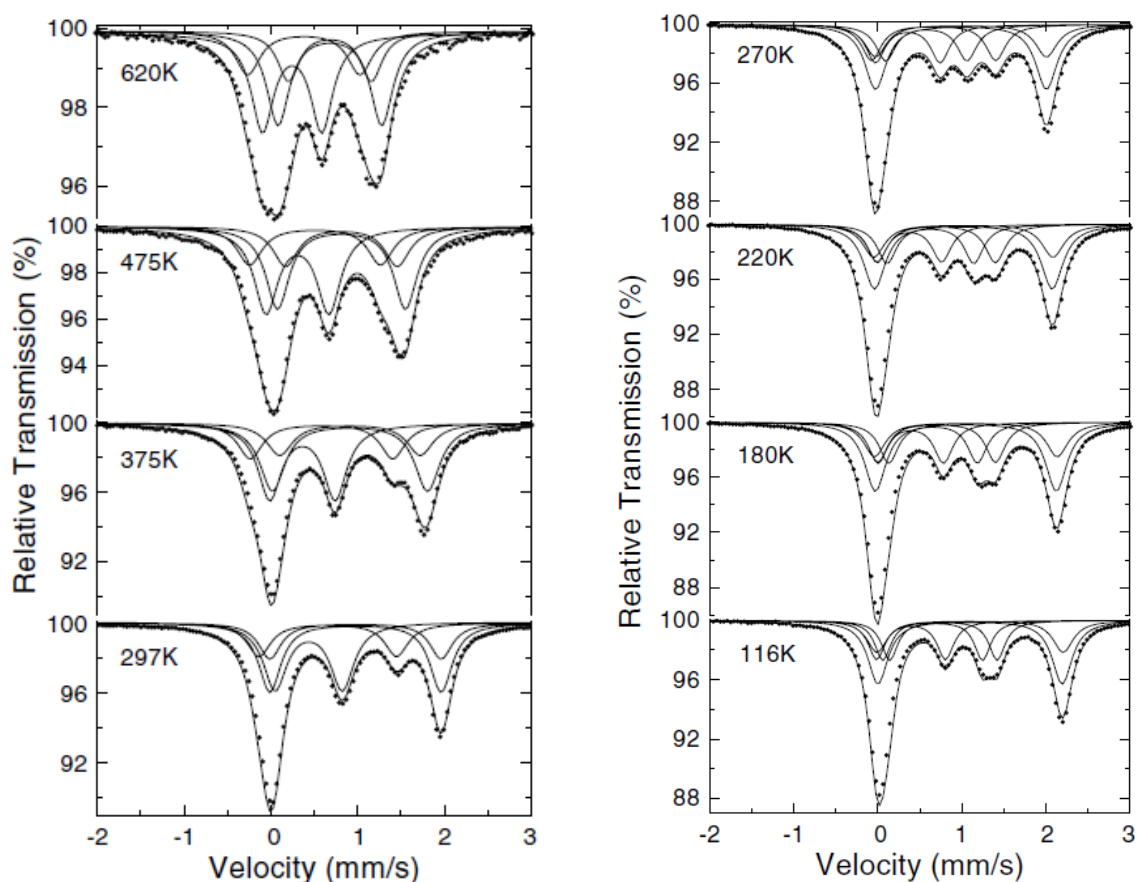 100
620K
98
96
100
475K
98
96
94
100
375K
96
92
100
297K
96
92
-2 -1 0 1 2 3
Velocity (mm/s)
Relative Transmission (%)
100
270K
96
92
88
100
220K
96
92
88
100
180K
96
92
88
100
116K
96
92
88
-2 -1 0 1 2 3
Velocity (mm/s)
Relative Transmission (%)